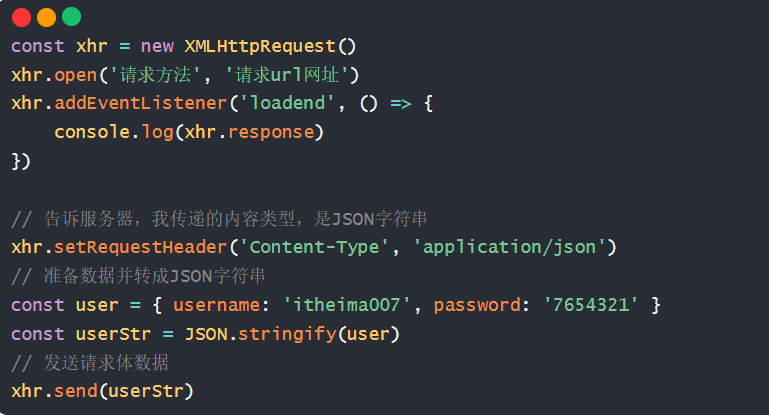 const xhr = new XMLHttpRequest()
xhr.open('请求方法', '请求url网址')
xhr.addEventListener('loadend', () => {
    console.log(xhr.response)
})

// 告诉服务器，我传递的内容类型，是JSON字符串
xhr.setRequestHeader('Content-Type', 'application/json')
// 准备数据并转成JSON字符串
const user = { username: 'itheima007', password: '7654321' }
const userStr = JSON.stringify(user)
// 发送请求体数据
xhr.send(userStr)